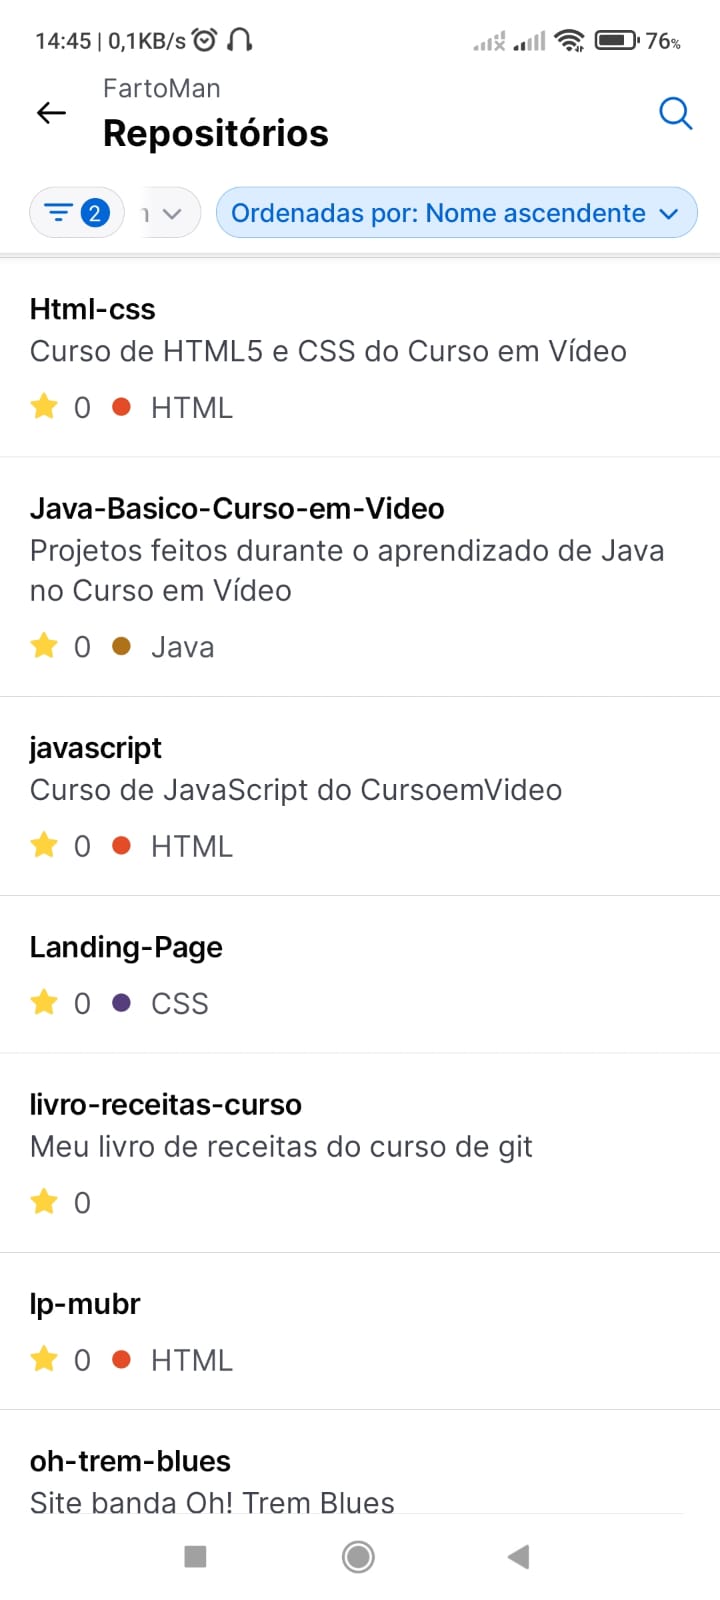 14:45 | 0,1KB/s
76%
FartoMan
Repositórios
2
Ordenadas por: Nome ascendente
Html-css
Curso de HTML5 e CSS do Curso em Vídeo
0 HTML
Java-Basico-Curso-em-Video
Projetos feitos durante o aprendizado de Java
no Curso em Vídeo
0 Java
javascript
Curso de JavaScript do CursoemVideo
0 HTML
Landing-Page
0 CSS
livro-receitas-curso
Meu livro de receitas do curso de git
0
lp-mubr
0 HTML
oh-trem-blues
Site banda Oh! Trem Blues